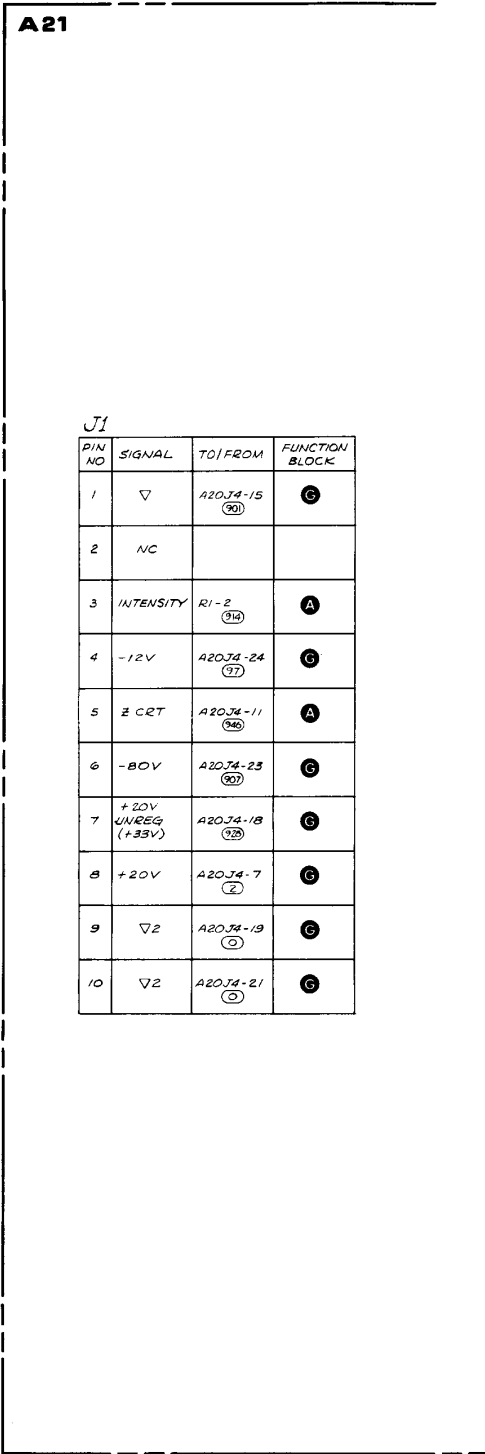 A21
J1
PIN NO SIGNAL TO/FROM FUNCTION BLOCK
1 ▽ A20J4-15 901 G
2 NC
3 INTENSITY R1-2 914 A
4 -12V A20J4-24 97 G
5 Z CRT A20J4-11 946 A
6 -80V A20J4-23 907 G
7 +20V UNREG (+33V) A20J4-18 928 G
8 +20V A20J4-7 2 G
9 ▽2 A20J4-19 0 G
10 ▽2 A20J4-21 0 G